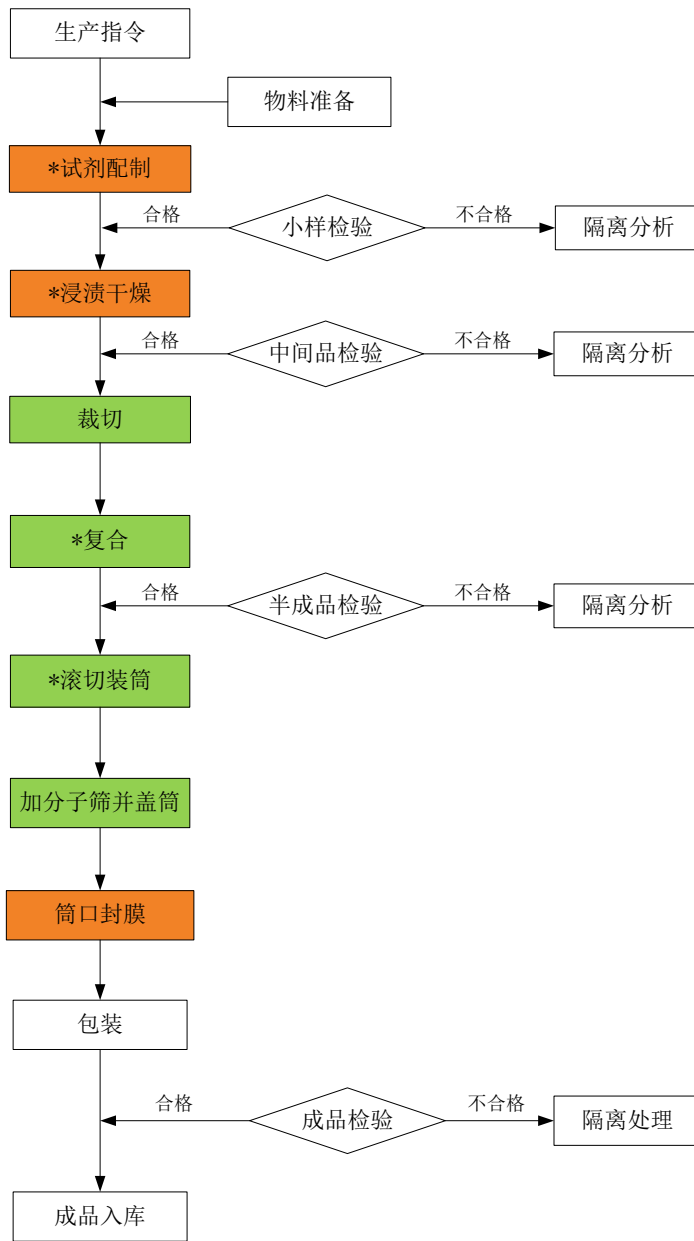 生产指令
物料准备
*试剂配制
合格
小样检验
不合格
隔离分析
*浸渍干燥
合格
中间品检验
不合格
隔离分析
裁切
*复合
合格
半成品检验
不合格
隔离分析
*滚切装筒
加分子筛并盖筒
筒口封膜
包装
合格
成品检验
不合格
隔离处理
成品入库